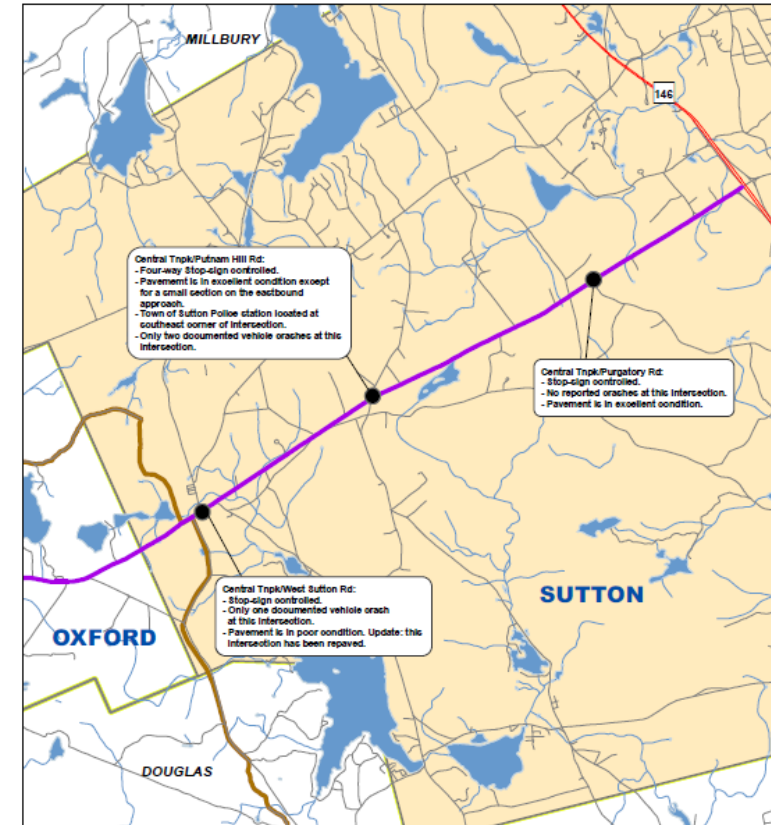 MILLBURY
146
Central Tnpk/Putnam Hill Rd:
- Four-way Stop-sign controlled.
- Pavement is in excellent condition except
for a small section on the eastbound
approach.
- Town of Sutton Police station located at
southeast corner of intersection.
- Only two documented vehicle crashes at this
intersection.
Central Tnpk/Purgatory Rd:
- Stop-sign controlled.
- No reported crashes at this intersection.
- Pavement is in excellent condition.
Central Tnpk/West Sutton Rd:
- Stop-sign controlled.
- Only one documented vehicle crash
at this intersection.
- Pavement is in poor condition. Update: this
intersection has been repaved.
SUTTON
OXFORD
DOUGLAS